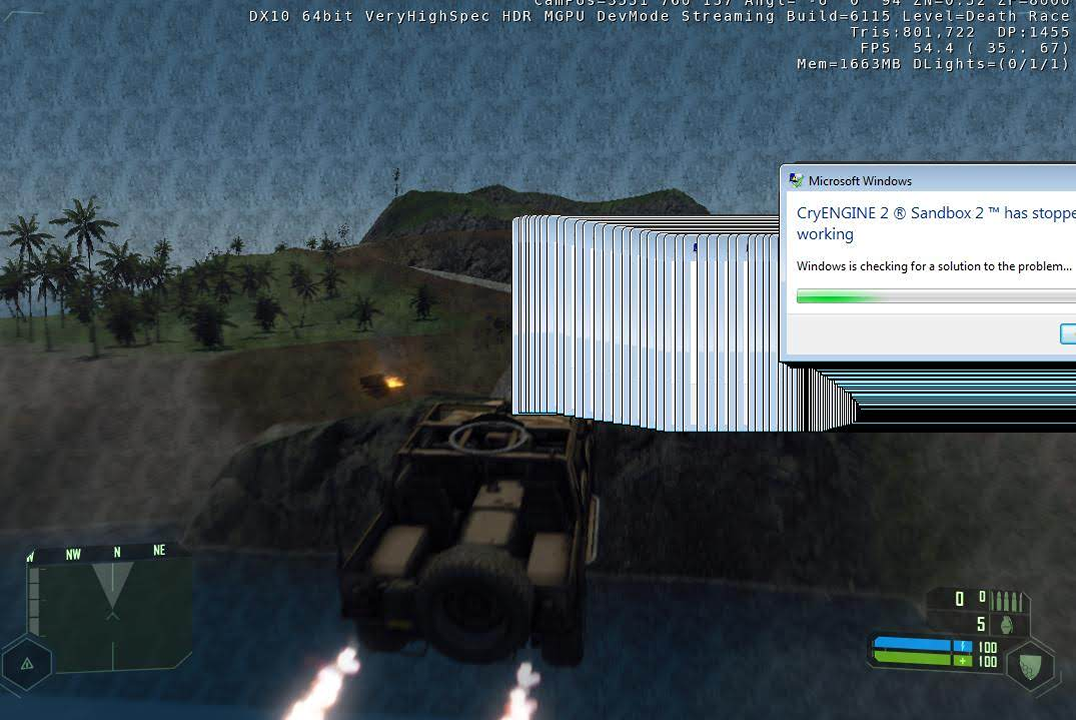 DX10 64bit VeryHighSpec HDR MGPU DevMode Streaming Build=6115 Level=Death Race
Tris:801,722 DP:1455
FPS 54.4 ( 35.. 67)
Mem=1663MB DLights=(0/1/1)
Microsoft Windows
CryENGINE 2 ® Sandbox 2 ™ has stoppe
working
Windows is checking for a solution to the problem...
NW N NE
0 0
5
100
100